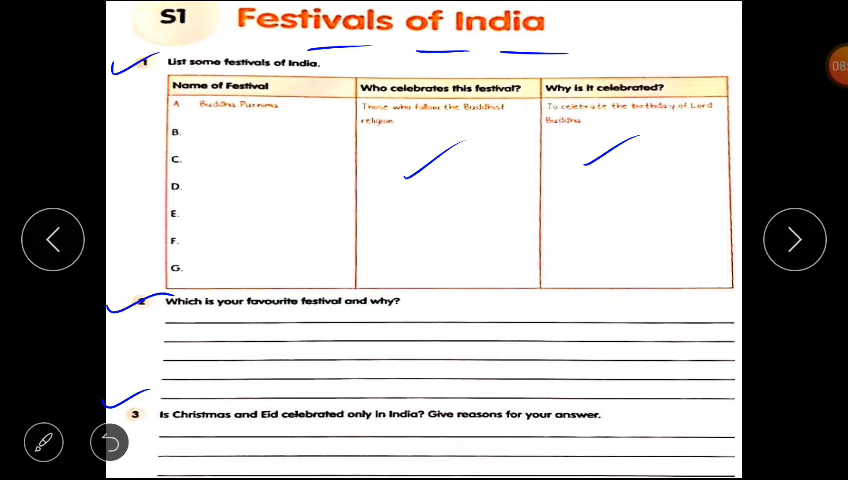 S1 Festivals of India
1 List some festivals of India.
Name of Festival Who celebrates this festival? Why is it celebrated?
A Buddha Purnima Those who follow the Buddhist To celebrate the birthday of Lord
religion Buddha
B.
C.
D.
E.
F.
G.
2 Which is your favourite festival and why?
3 Is Christmas and Eid celebrated only in India? Give reasons for your answer.
08: